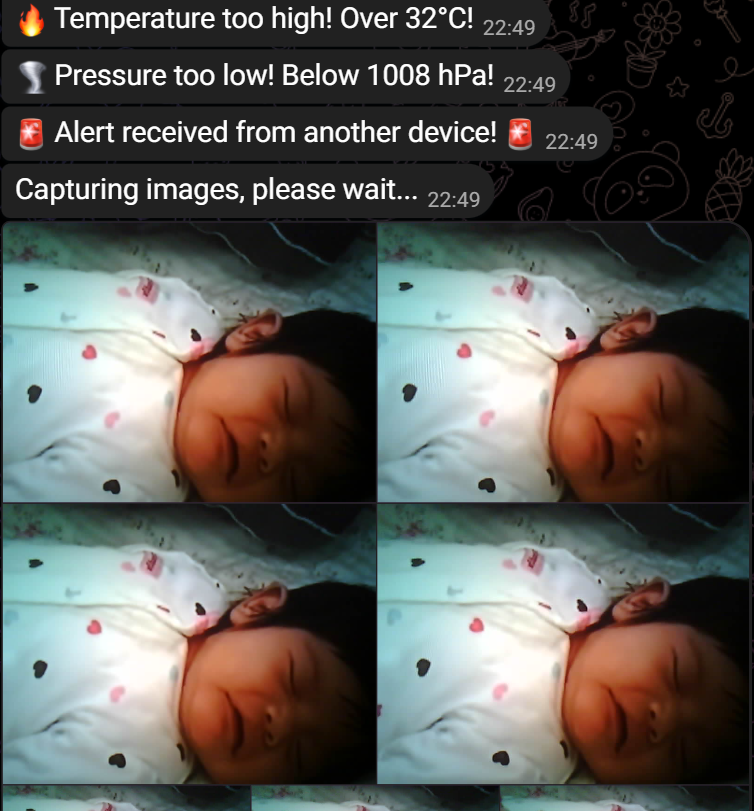 🔥 Temperature too high! Over 32°C! 22:49
🌪 Pressure too low! Below 1008 hPa! 22:49
🚨 Alert received from another device! 🚨 22:49
Capturing images, please wait... 22:49